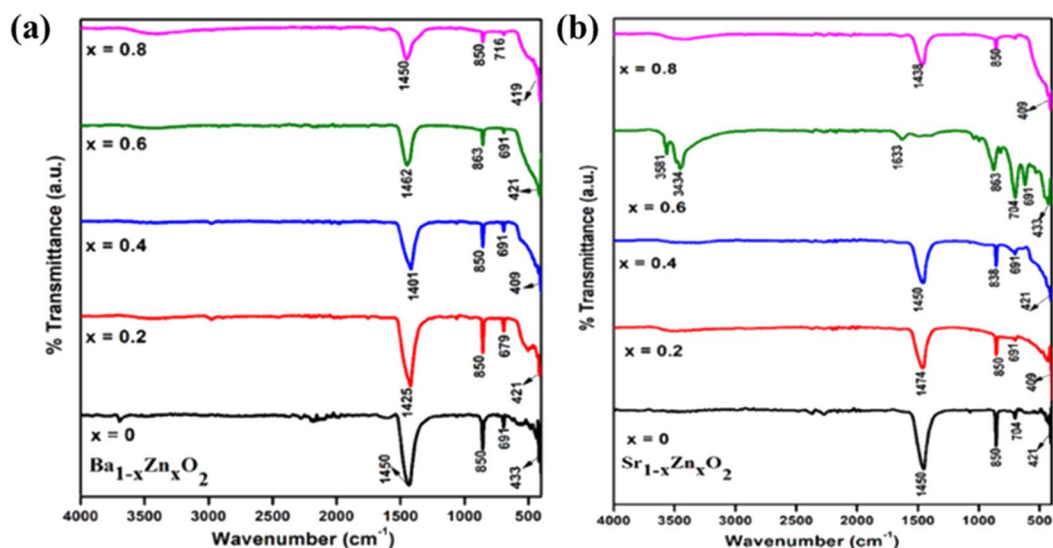 (a)
x = 0.8
1450
850
716
419
x = 0.6
1462
863
691
421
x = 0.4
1401
850
691
409
x = 0.2
1425
850
679
421
x = 0
Ba1-xZnxO2
1450
850
691
433
% Transmittance (a.u.)
4000 3500 3000 2500 2000 1500 1000 500
Wavenumber (cm-1)
(b)
x = 0.8
1438
850
409
3581
3434
1633
863
704
691
433
x = 0.6
x = 0.4
1450
838
691
421
x = 0.2
1474
850
691
409
x = 0
Sr1-xZnxO2
1450
850
704
421
% Transmittance (a.u.)
4000 3000 2500 2000 1500 1000 500
Wavenumber (cm-1)